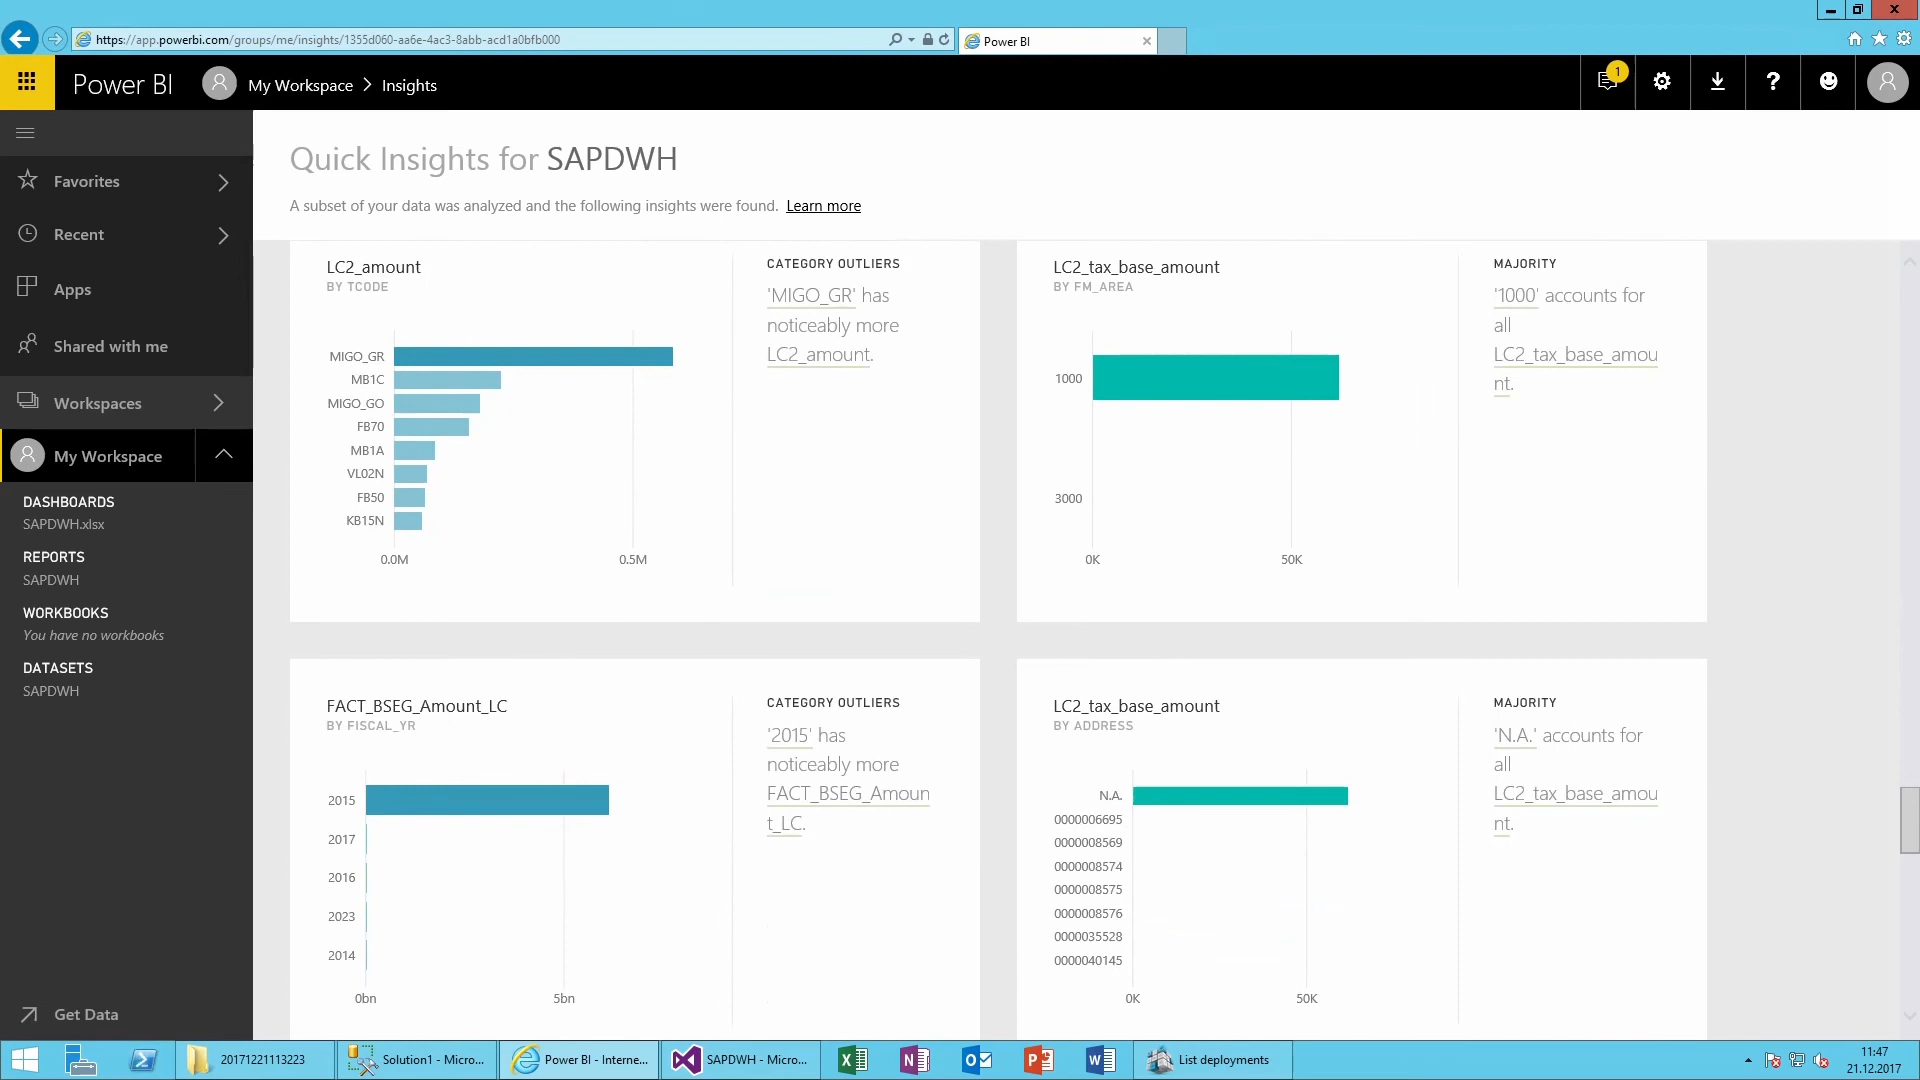 https://app.powerbi.com/groups/me/insights/1355d060-aa6e-4ac3-8abb-acd1a0bfb000
Power BI
Power BI
My Workspace > Insights
1
Quick Insights for SAPDWH
A subset of your data was analyzed and the following insights were found. Learn more
Favorites
Recent
Apps
Shared with me
Workspaces
My Workspace
DASHBOARDS
SAPDWH.xlsx
REPORTS
SAPDWH
WORKBOOKS
You have no workbooks
DATASETS
SAPDWH
Get Data
LC2_amount
BY TCODE
MIGO_GR
MB1C
MIGO_GO
FB70
MB1A
VL02N
FB50
KB15N
0.0M 0.5M
CATEGORY OUTLIERS
'MIGO_GR' has
noticeably more
LC2_amount.
LC2_tax_base_amount
BY FM_AREA
1000
3000
0K 50K
MAJORITY
'1000' accounts for
all
LC2_tax_base_amou
nt.
FACT_BSEG_Amount_LC
BY FISCAL_YR
2015
2017
2016
2023
2014
0bn 5bn
CATEGORY OUTLIERS
'2015' has
noticeably more
FACT_BSEG_Amoun
t_LC.
LC2_tax_base_amount
BY ADDRESS
N.A.
0000006695
0000008569
0000008574
0000008575
0000008576
0000035528
0000040145
0K 50K
MAJORITY
'N.A.' accounts for
all
LC2_tax_base_amou
nt.
20171221113223
Solution1 - Micro...
Power BI - Interne...
SAPDWH - Micro...
List deployments
11:47
21.12.2017